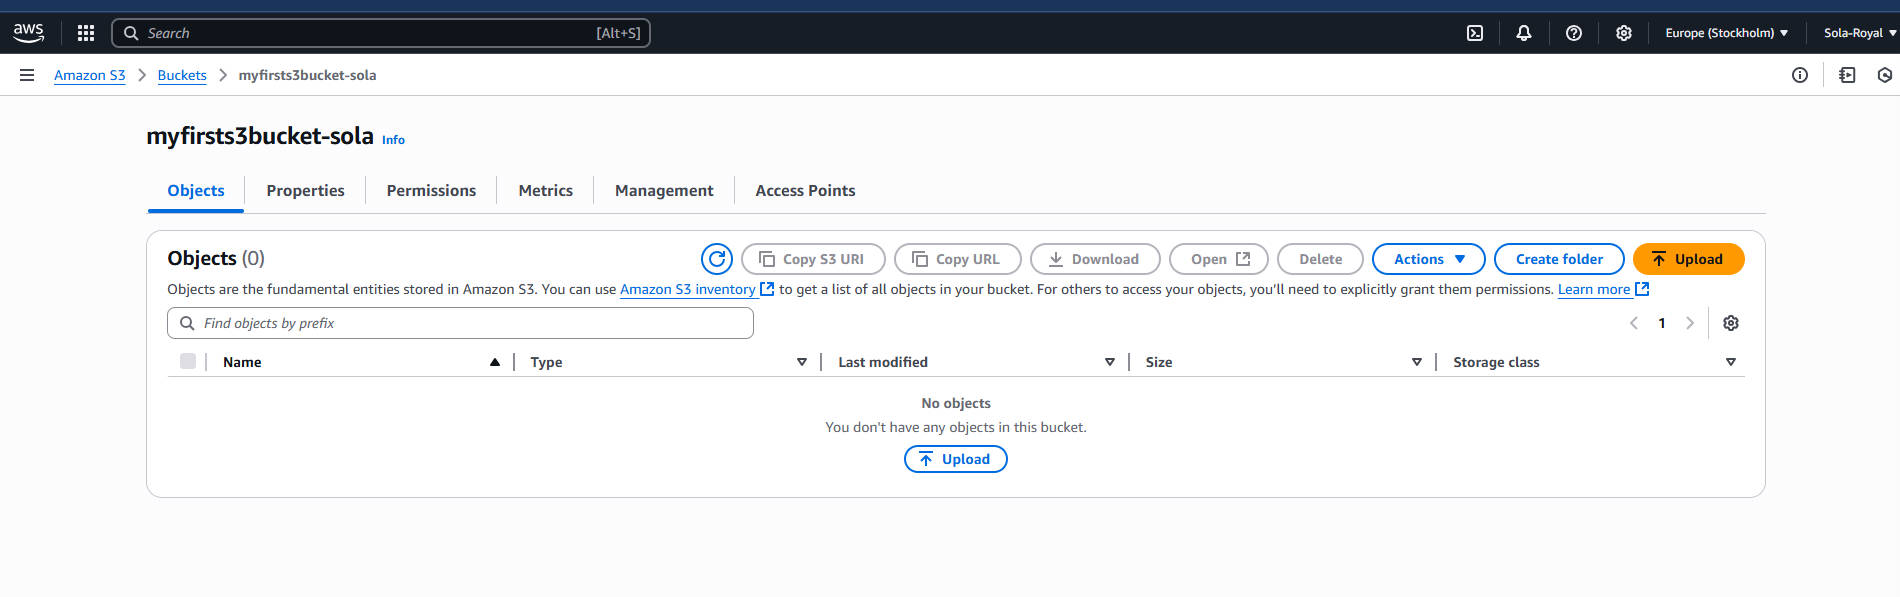 aws
Search [Alt+S]
Europe (Stockholm)
Sola-Royal
Amazon S3 Buckets myfirsts3bucket-sola
myfirsts3bucket-sola Info
Objects Properties Permissions Metrics Management Access Points
Objects (0)
Copy S3 URI Copy URL Download Open Delete Actions Create folder Upload
Objects are the fundamental entities stored in Amazon S3. You can use Amazon S3 inventory to get a list of all objects in your bucket. For others to access your objects, you'll need to explicitly grant them permissions. Learn more
Find objects by prefix
1
Name Type Last modified Size Storage class
No objects
You don't have any objects in this bucket.
Upload